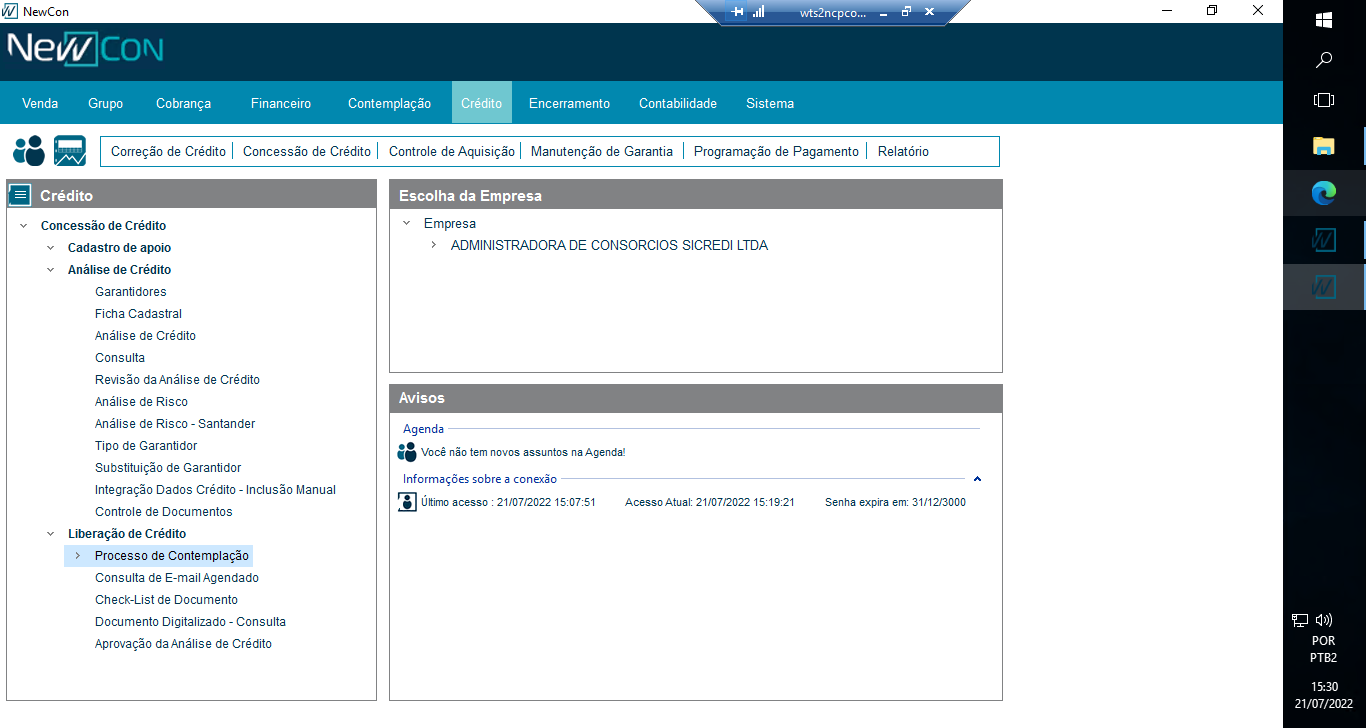 NewCon
wts2ncpco...
NewCon
Venda Grupo Cobrança Financeiro Contemplação Crédito Encerramento Contabilidade Sistema
Correção de Crédito Concessão de Crédito Controle de Aquisição Manutenção de Garantia Programação de Pagamento Relatório
Crédito
Concessão de Crédito
Cadastro de apoio
Análise de Crédito
Garantidores
Ficha Cadastral
Análise de Crédito
Consulta
Revisão da Análise de Crédito
Análise de Risco
Análise de Risco - Santander
Tipo de Garantidor
Substituição de Garantidor
Integração Dados Crédito - Inclusão Manual
Controle de Documentos
Liberação de Crédito
Processo de Contemplação
Consulta de E-mail Agendado
Check-List de Documento
Documento Digitalizado - Consulta
Aprovação da Análise de Crédito
Escolha da Empresa
Empresa
ADMINISTRADORA DE CONSORCIOS SICREDI LTDA
Avisos
Agenda
Você não tem novos assuntos na Agenda!
Informações sobre a conexão
Último acesso : 21/07/2022 15:07:51 Acesso Atual: 21/07/2022 15:19:21 Senha expira em: 31/12/3000
POR
PTB2
15:30
21/07/2022